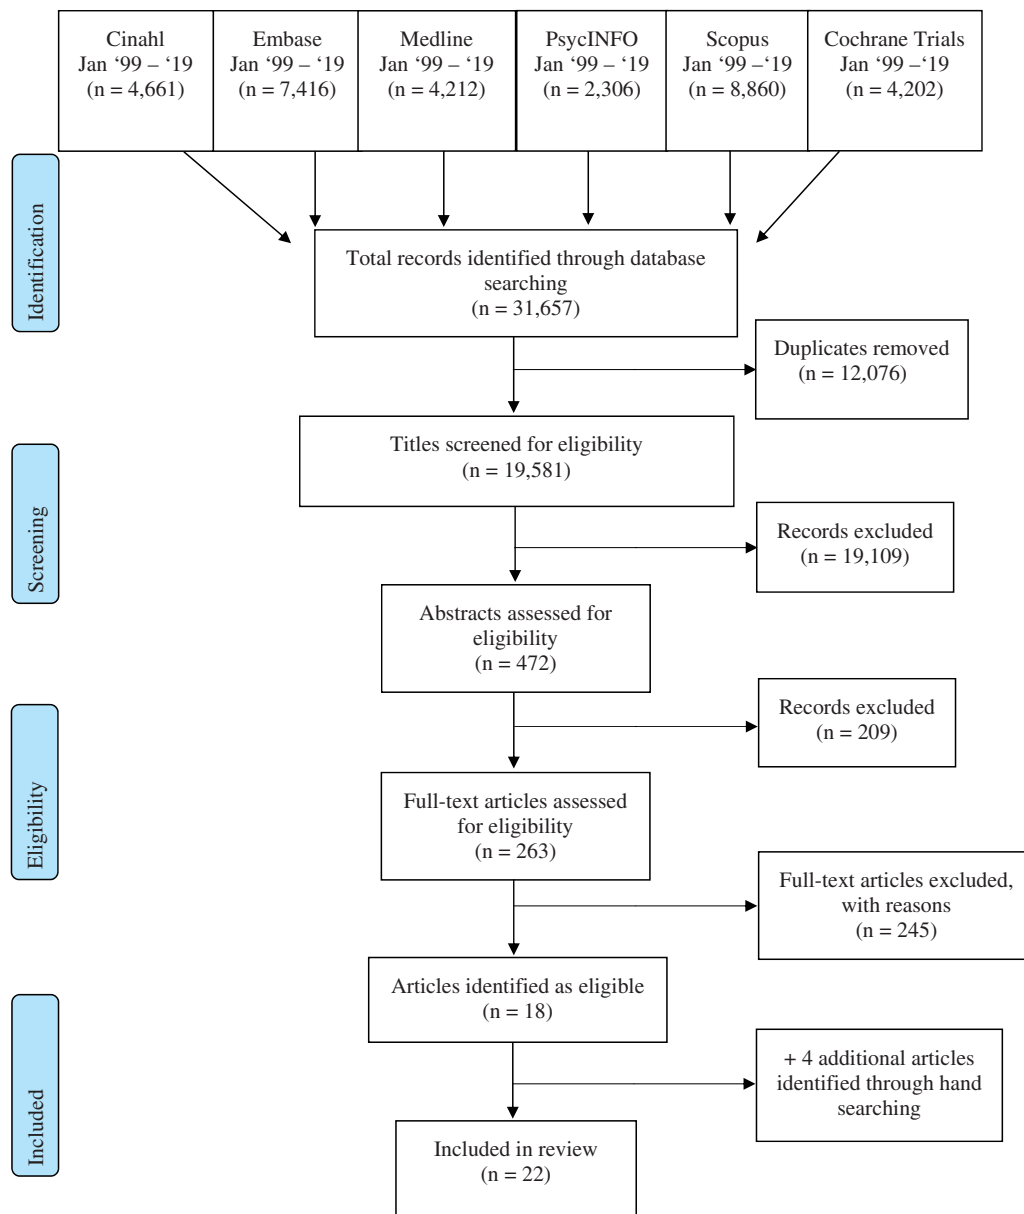 Cinahl
Jan ‘99 – ‘19
(n = 4,661)
Embase
Jan ‘99 – ‘19
(n = 7,416)
Medline
Jan ‘99 –‘19
(n = 4,212)
PsycINFO
Jan ‘99 –‘19
(n = 2,306)
Scopus
Jan ‘99 –‘19
(n = 8,860)
Cochrane Trials
Jan ‘99 –‘19
(n = 4,202)
Identification
Total records identified through database
searching
(n = 31,657)
Duplicates removed
(n = 12,076)
Screening
Titles screened for eligibility
(n = 19,581)
Records excluded
(n = 19,109)
Abstracts assessed for
eligibility
(n = 472)
Eligibility
Records excluded
(n = 209)
Full-text articles assessed
for eligibility
(n = 263)
Full-text articles excluded,
with reasons
(n = 245)
Included
Articles identified as eligible
(n = 18)
+ 4 additional articles
identified through hand
searching
Included in review
(n = 22)